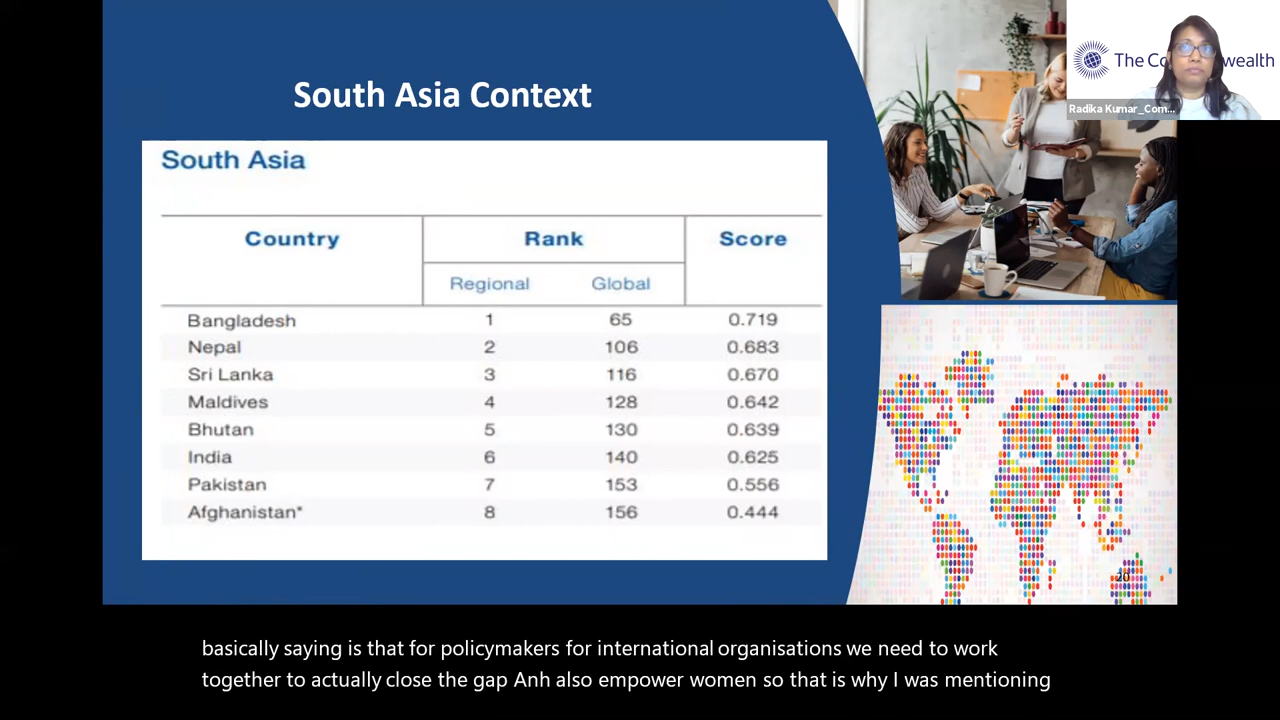 South Asia Context
The Co wealth
Radika Kumar_Com...
South Asia
Country Rank Score
Regional Global
Bangladesh 1 65 0.719
Nepal 2 106 0.683
Sri Lanka 3 116 0.670
Maldives 4 128 0.642
Bhutan 5 130 0.639
India 6 140 0.625
Pakistan 7 153 0.556
Afghanistan* 8 156 0.444
20
basically saying is that for policymakers for international organisations we need to work
together to actually close the gap Anh also empower women so that is why I was mentioning